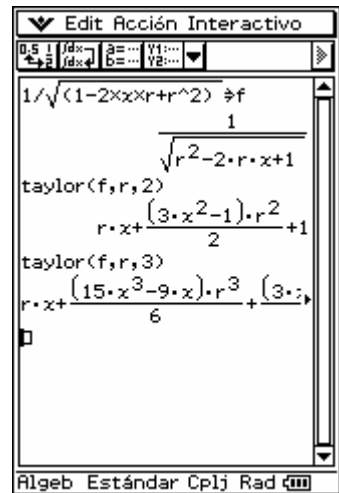 Edit Acción Interactivo
1/√(1-2×x×r+r^2) ⇒f
1/√(r²-2·r·x+1)
taylor(f,r,2)
r·x+(3·x²-1)·r²/2+1
taylor(f,r,3)
r·x+(15·x³-9·x)·r³/6+(3·
Algeb Estándar Cplj Rad